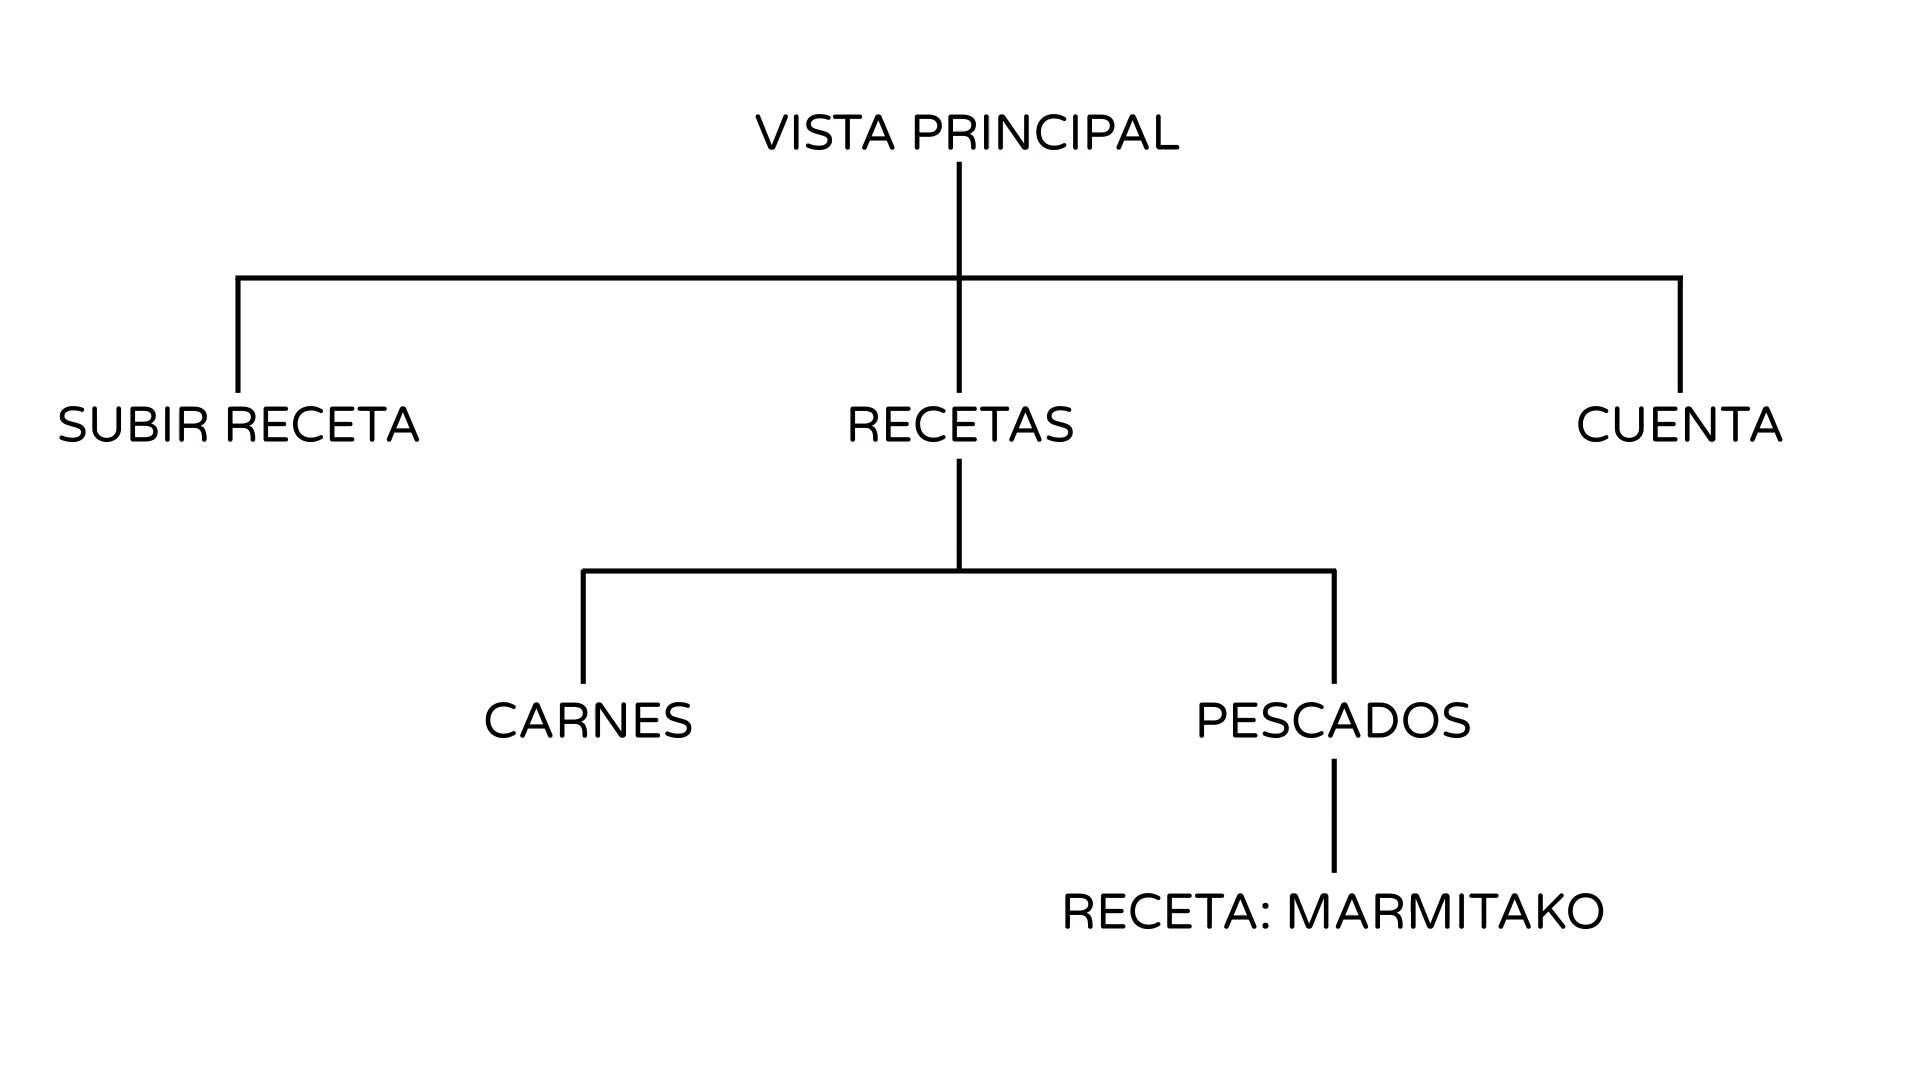 VISTA PRINCIPAL
SUBIR RECETA
RECETAS
CUENTA
CARNES
PESCADOS
RECETA: MARMITAKO